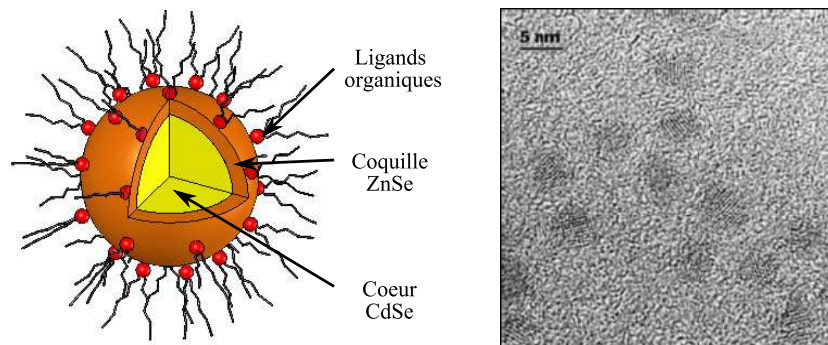 Ligands
organiques
Coquille
ZnSe
Coeur
CdSe
5 nm